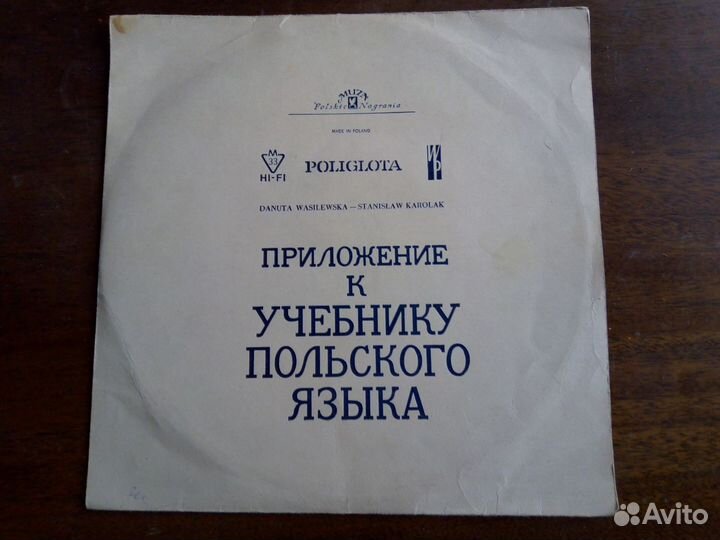 MUZA
Polskie Nagrania
MADE IN POLAND
M
33
HI-FI
POLIGLOTA
WP
DANUTA WASILEWSKA — STANISŁAW KAROLAK
ПРИЛОЖЕНИЕ
К
УЧЕБНИКУ
ПОЛЬСКОГО
ЯЗЫКА
Avito